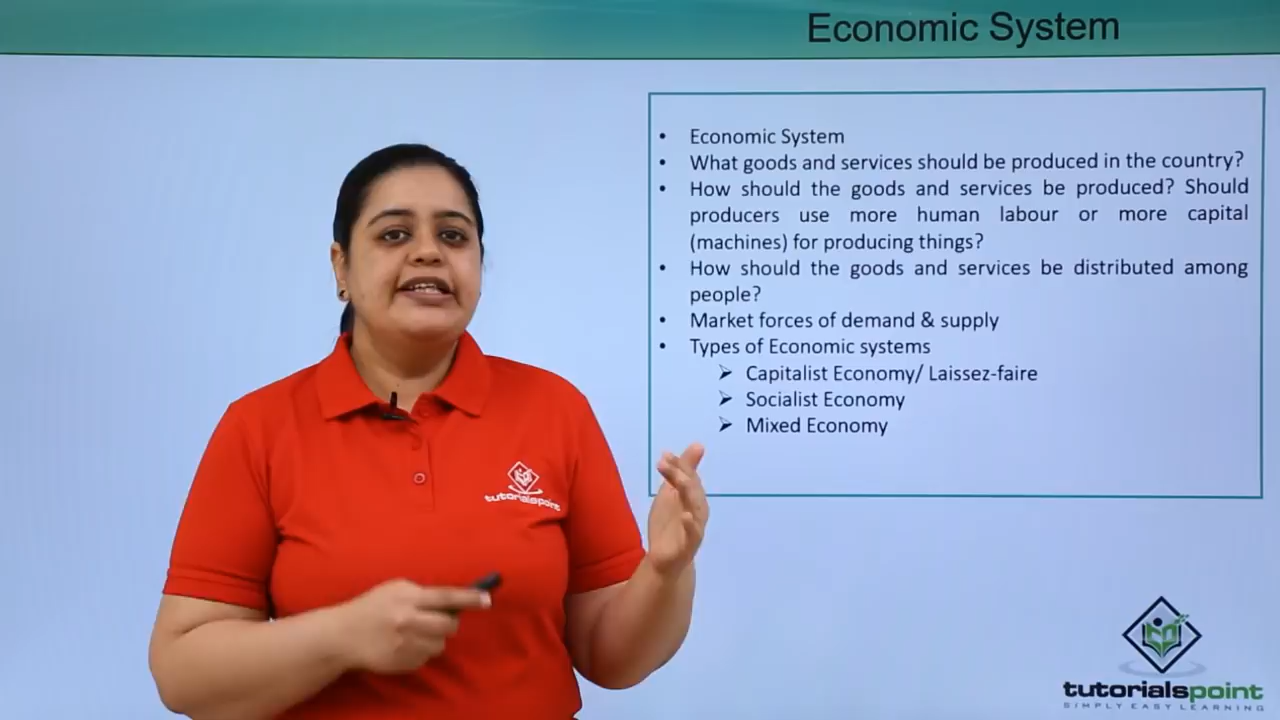 Economic System
• Economic System
• What goods and services should be produced in the country?
• How should the goods and services be produced? Should
producers use more human labour or more capital
(machines) for producing things?
• How should the goods and services be distributed among
people?
• Market forces of demand & supply
• Types of Economic systems
➢ Capitalist Economy/ Laissez-faire
➢ Socialist Economy
➢ Mixed Economy
tutorialspoint
tutorialspoint
SIMPLY EASY LEARNING